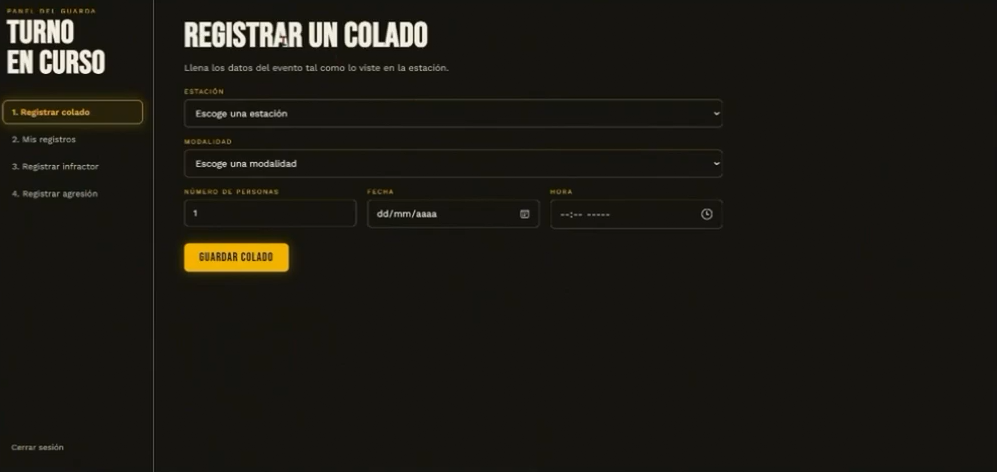 PANEL DEL GUARDA
TURNO
EN CURSO
1. Registrar colado
2. Mis registros
3. Registrar infractor
4. Registrar agresión
Cerrar sesión
REGISTRAR UN COLADO
Llena los datos del evento tal como lo viste en la estación.
ESTACIÓN
Escoge una estación
MODALIDAD
Escoge una modalidad
NÚMERO DE PERSONAS
1
FECHA
dd/mm/aaaa
HORA
--:-- -----
GUARDAR COLADO